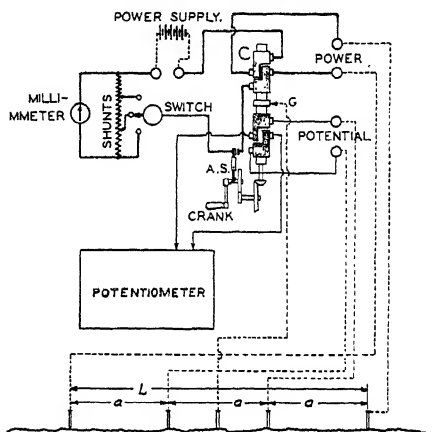 POWER SUPPLY.
C
POWER
MILLI-
MMETER
SHUNTS
SWITCH
G
POTENTIAL
A.S.
CRANK
POTENTIOMETER
L
a a a